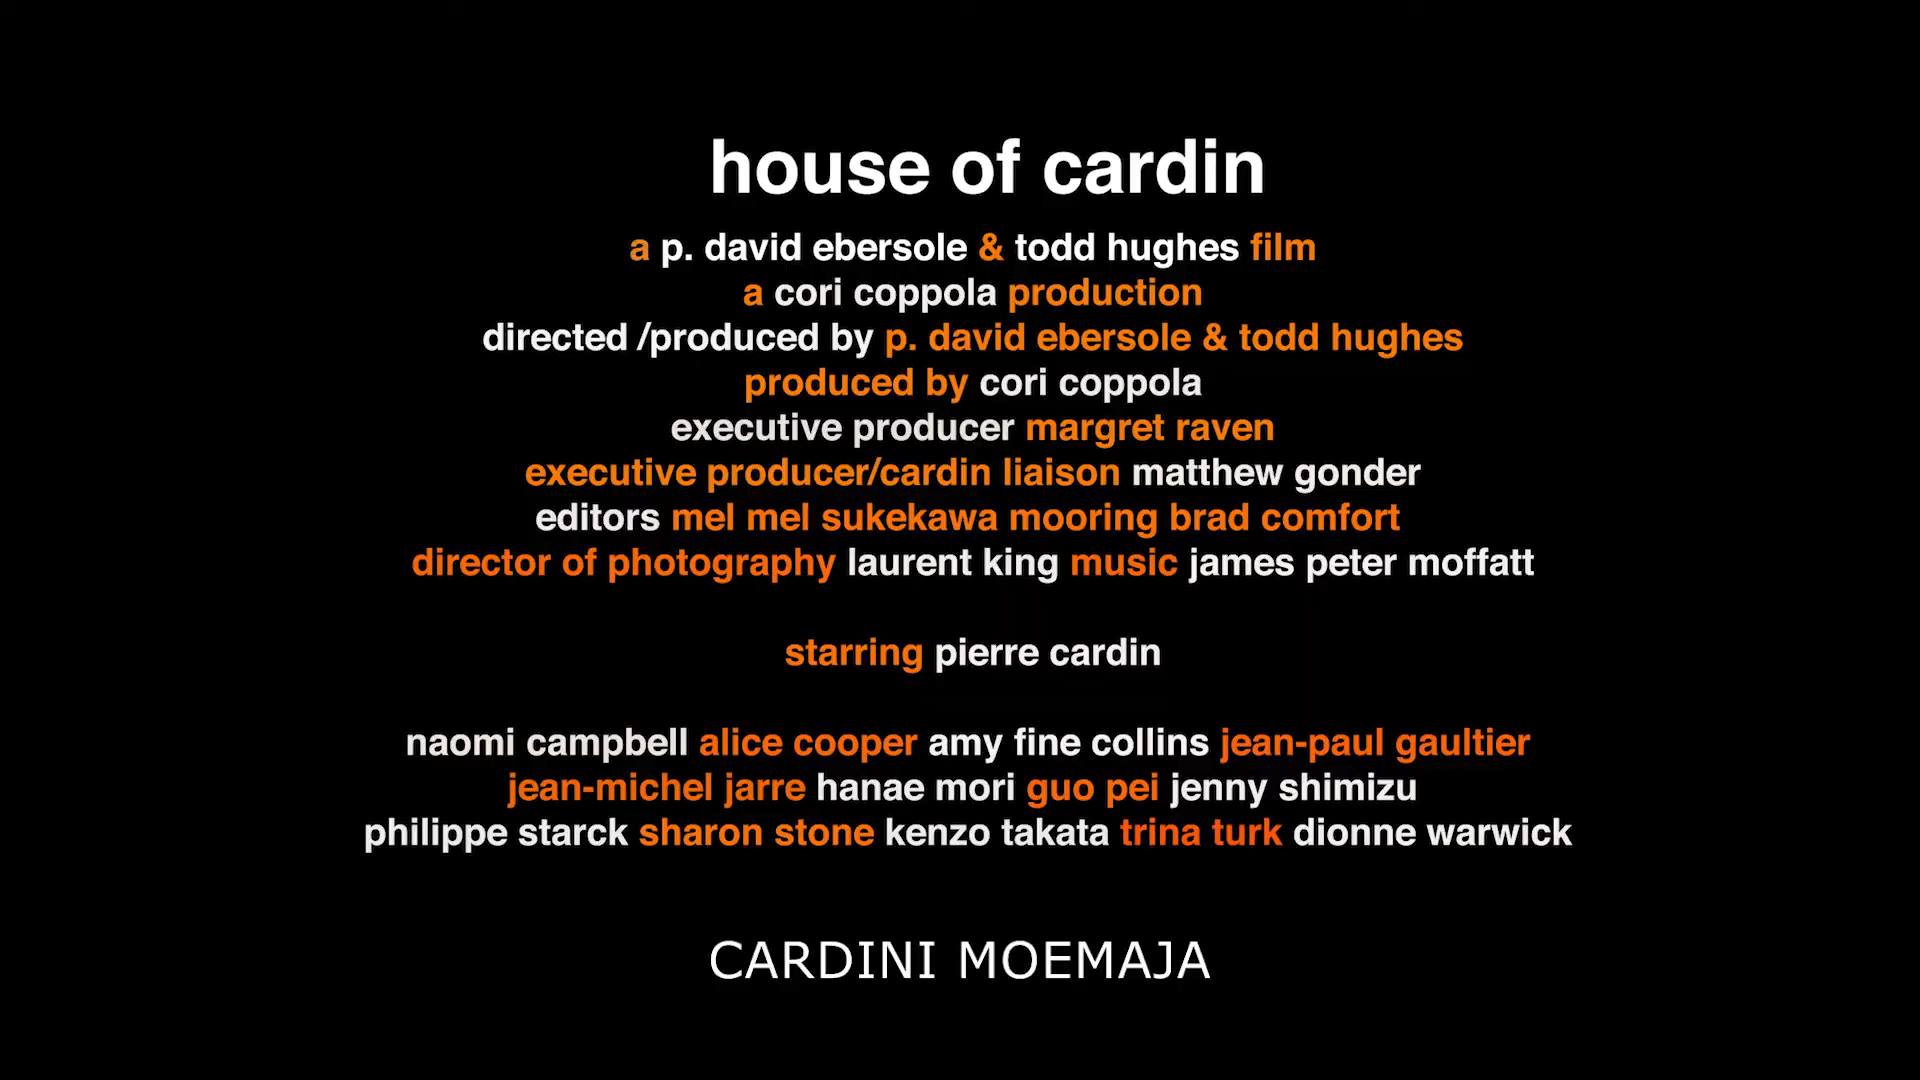 house of cardin
a p. david ebersole & todd hughes film
a cori coppola production
directed /produced by p. david ebersole & todd hughes
produced by cori coppola
executive producer margret raven
executive producer/cardin liaison matthew gonder
editors mel mel sukekawa mooring brad comfort
director of photography laurent king music james peter moffatt
starring pierre cardin
naomi campbell alice cooper amy fine collins jean-paul gaultier
jean-michel jarre hanae mori guo pei jenny shimizu
philippe starck sharon stone kenzo takata trina turk dionne warwick
CARDINI MOEMAJA